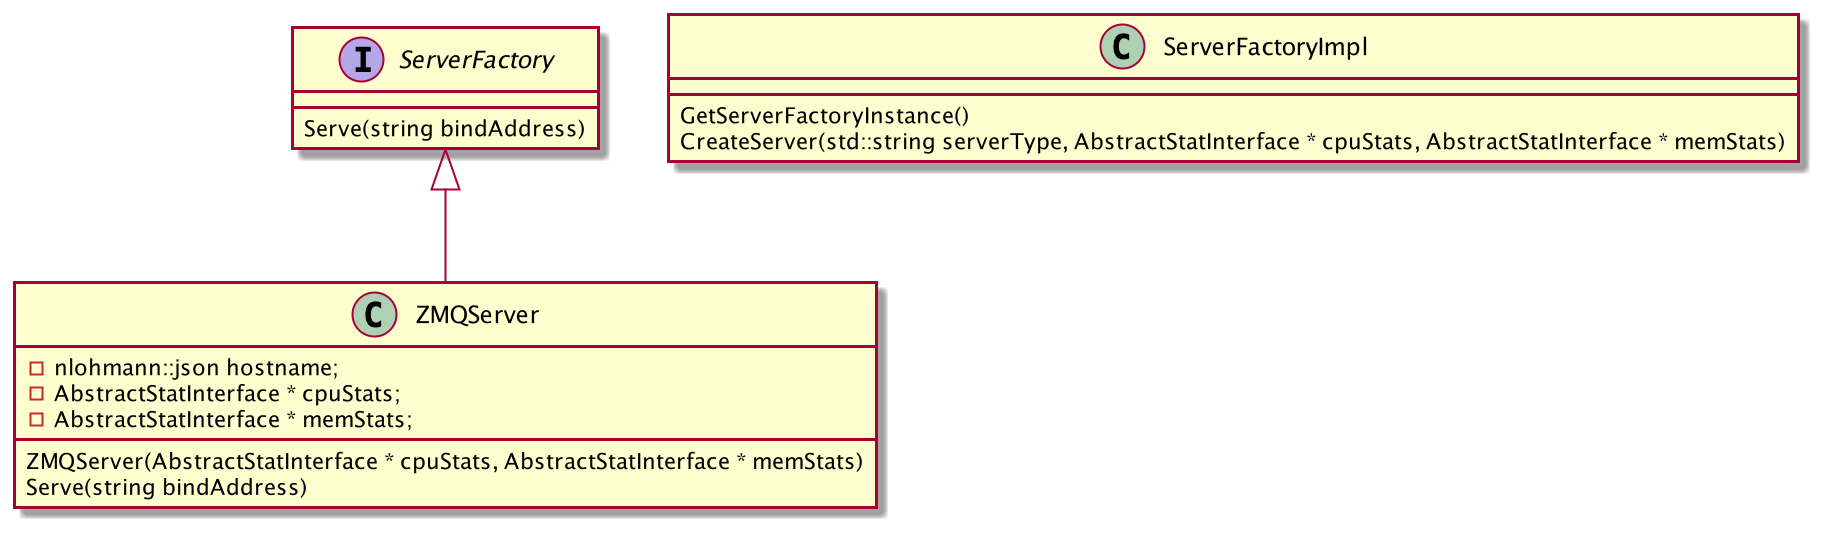 I ServerFactory
Serve(string bindAddress)
C ServerFactoryImpl
GetServerFactoryInstance()
CreateServer(std::string serverType, AbstractStatInterface * cpuStats, AbstractStatInterface * memStats)
C ZMQServer
nlohmann::json hostname;
AbstractStatInterface * cpuStats;
AbstractStatInterface * memStats;
ZMQServer(AbstractStatInterface * cpuStats, AbstractStatInterface * memStats)
Serve(string bindAddress)